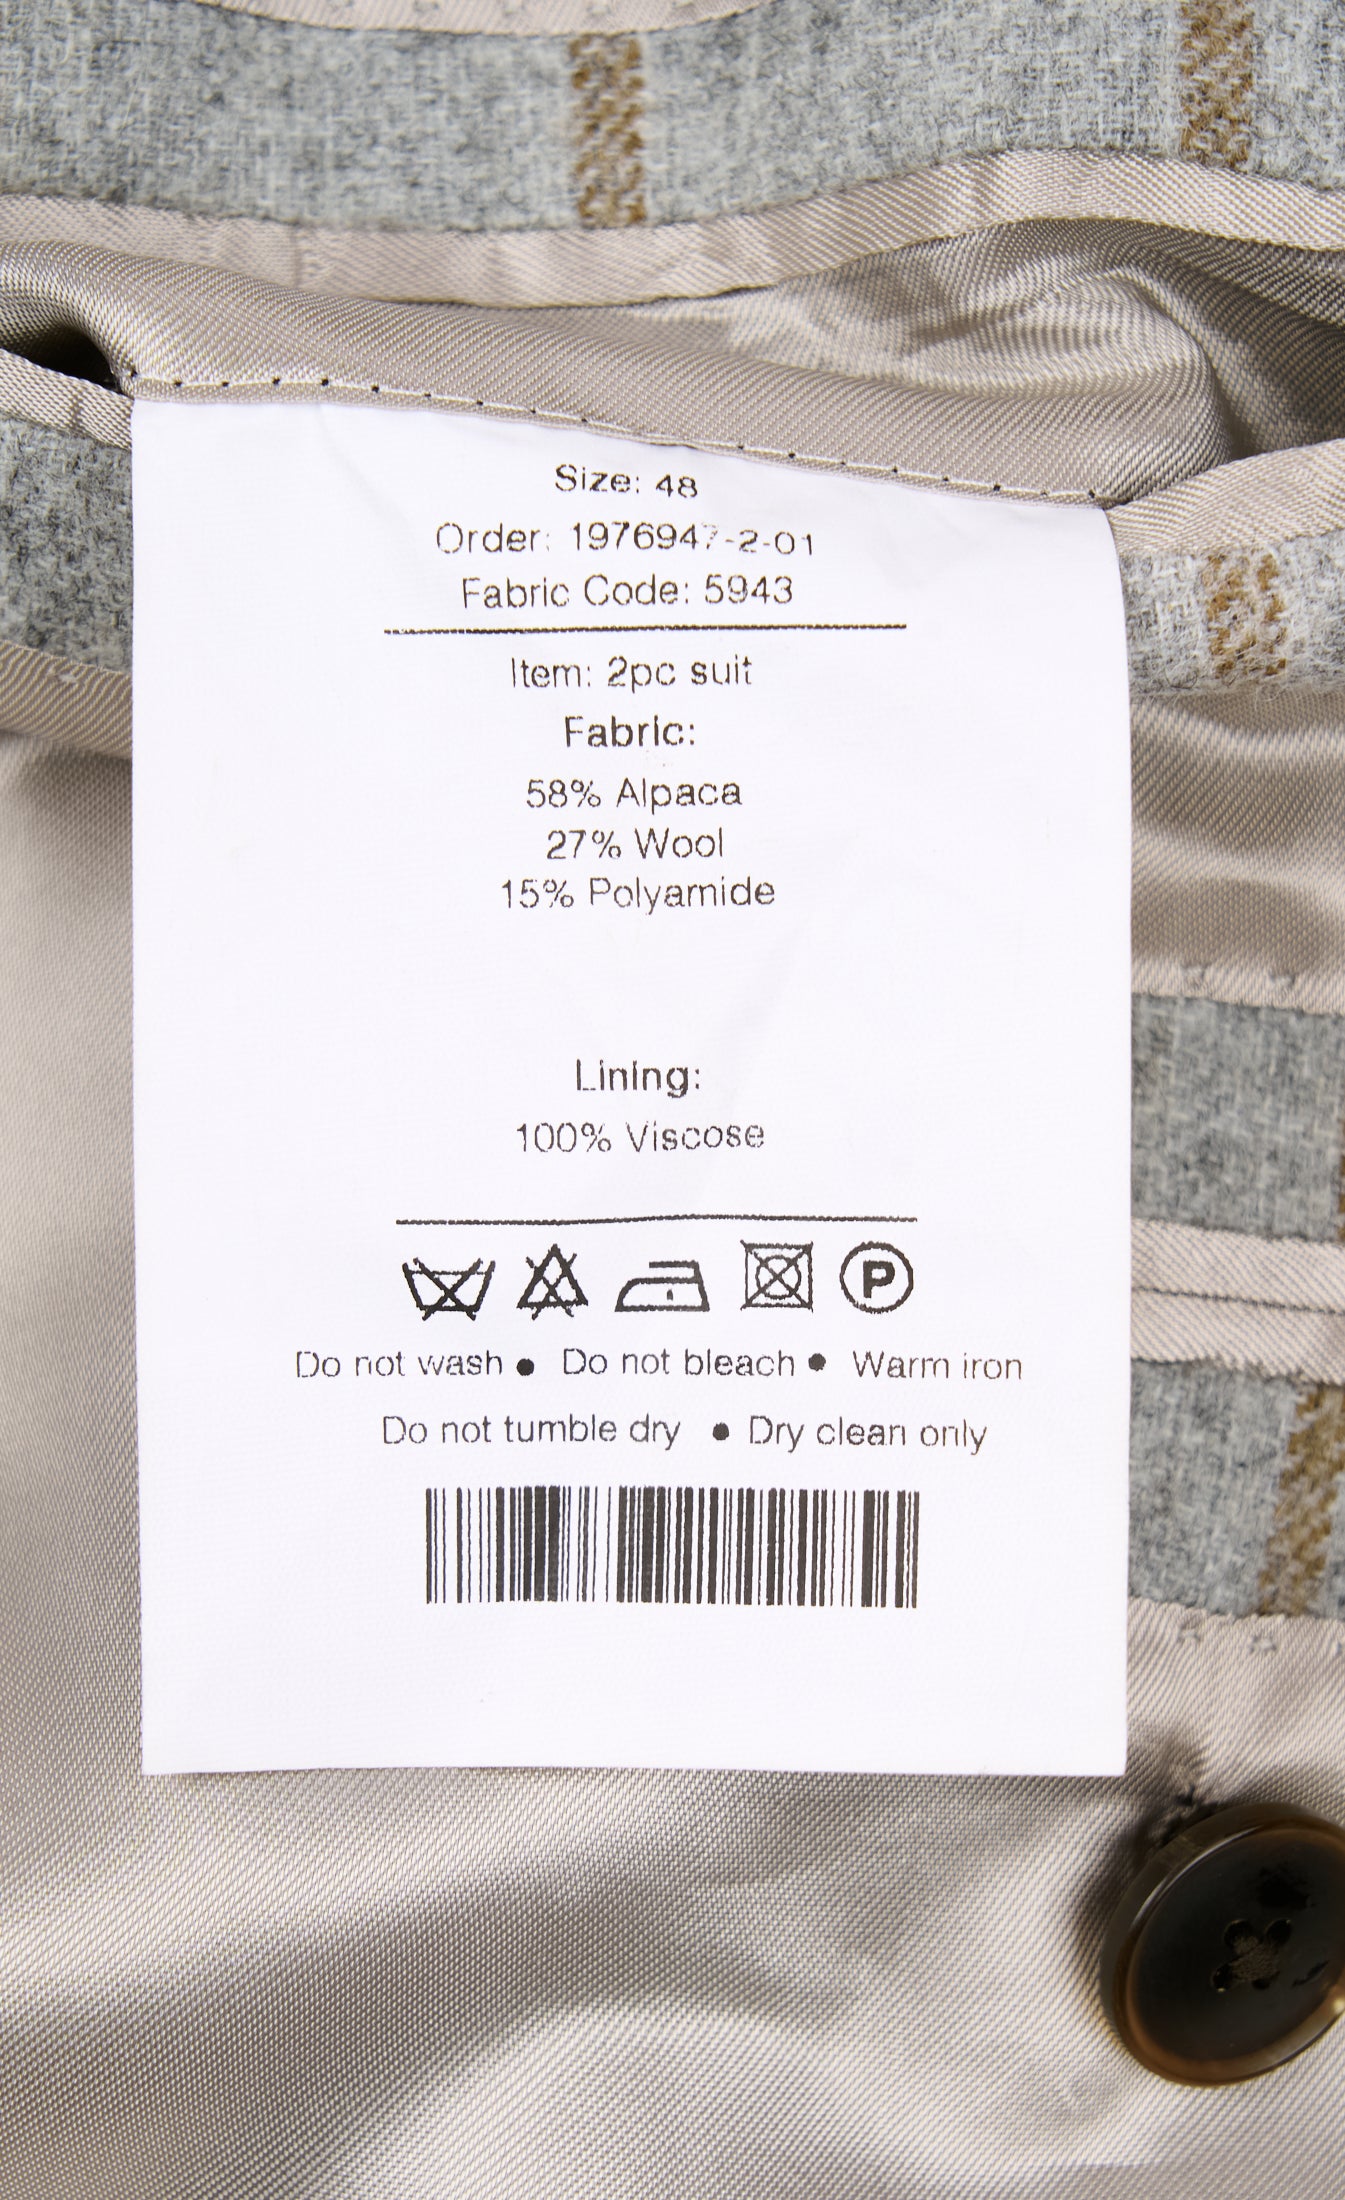 Size: 48
Order: 1976947-2-01
Fabric Code: 5943
Item: 2pc suit
Fabric:
58% Alpaca
27% Wool
15% Polyamide
Lining:
100% Viscose
P
Do not wash • Do not bleach • Warm iron
Do not tumble dry • Dry clean only